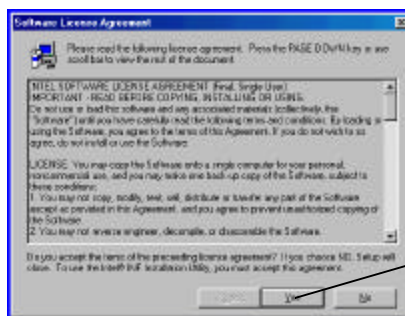 Software License Agreement
Please read the following license agreement. Press the PAGE DOWN key or use
scroll bar to view the rest of the document.
INTEL SOFTWARE LICENSE AGREEMENT (Final, Single User)
IMPORTANT - READ BEFORE COPYING, INSTALLING OR USING.
Do not use or load this software and any associated materials (collectively, the
"Software") until you have carefully read the following terms and conditions. By loading or
using the Software, you agree to the terms of this Agreement. If you do not wish to so
agree, do not install or use the Software.
LICENSE: You may copy the Software onto a single computer for your personal,
noncommercial use, and you may make one back-up copy of the Software, subject to
these conditions:
1. You may not copy, modify, rent, sell, distribute or transfer any part of the Software
except as provided in this Agreement, and you agree to prevent unauthorized copying of
the Software.
2. You may not reverse engineer, decompile, or disassemble the Software.
Do you accept all the terms of the preceding license agreement? If you choose NO, Setup will
close. To use the Intel® INF Installation Utility, you must accept this agreement.
Yes
No